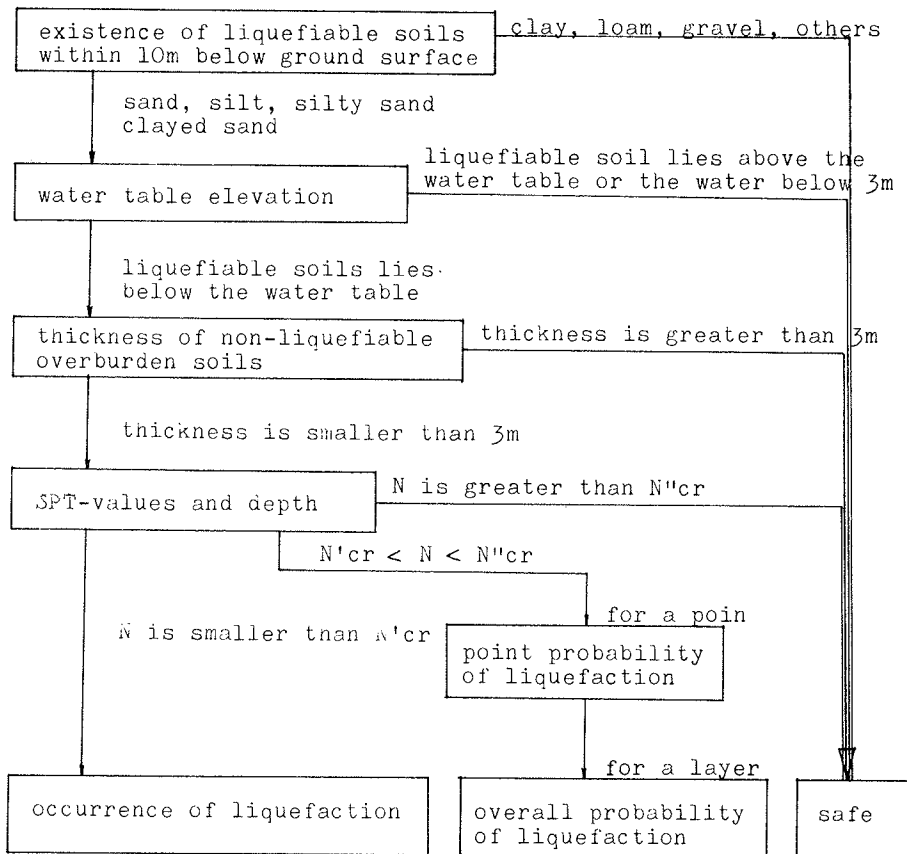 existence of liquefiable soils
within 10m below ground surface
clay, loam, gravel, others
sand, silt, silty sand
clayed sand
liquefiable soil lies above the
water table or the water below 3m
water table elevation
liquefiable soils lies
below the water table
thickness of non-liquefiable
overburden soils
thickness is greater than 3m
thickness is smaller than 3m
SPT-values and depth
N is greater than N"cr
N'cr < N < N"cr
for a poin
N is smaller tnan N'cr
point probability
of liquefaction
for a layer
occurrence of liquefaction
overall probability
of liquefaction
safe